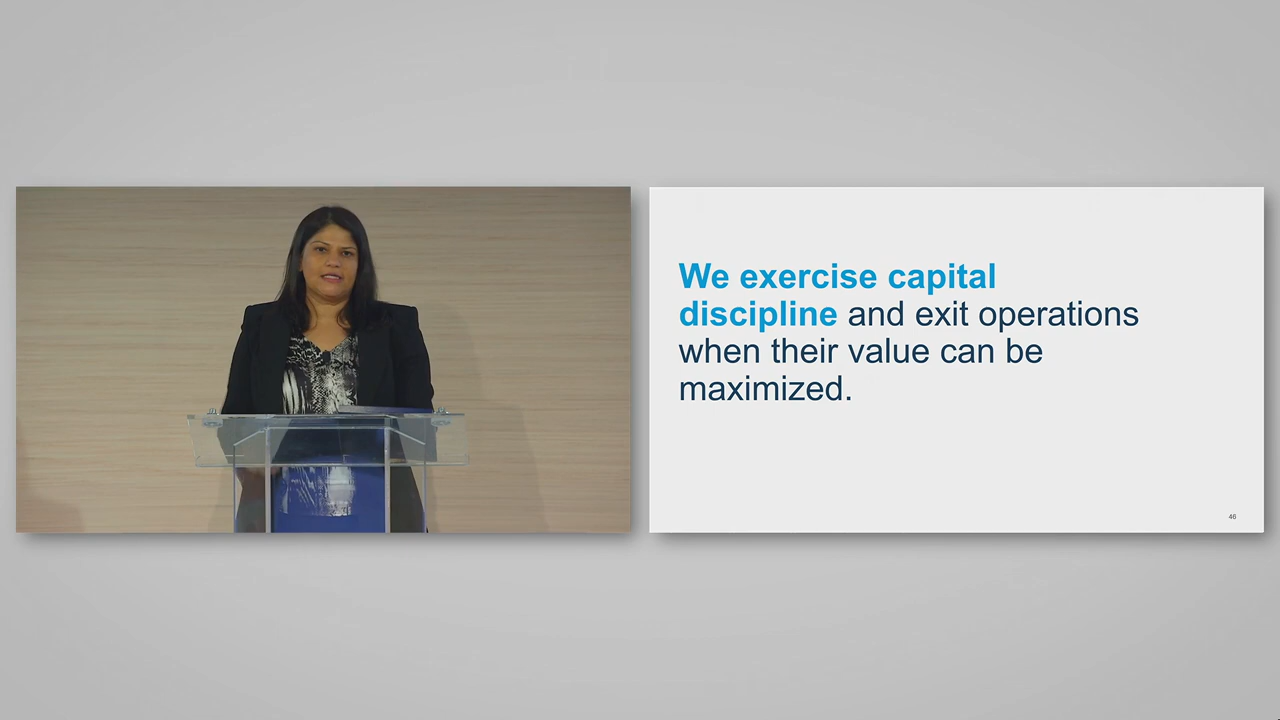 We exercise capital
discipline and exit operations
when their value can be
maximized.
46